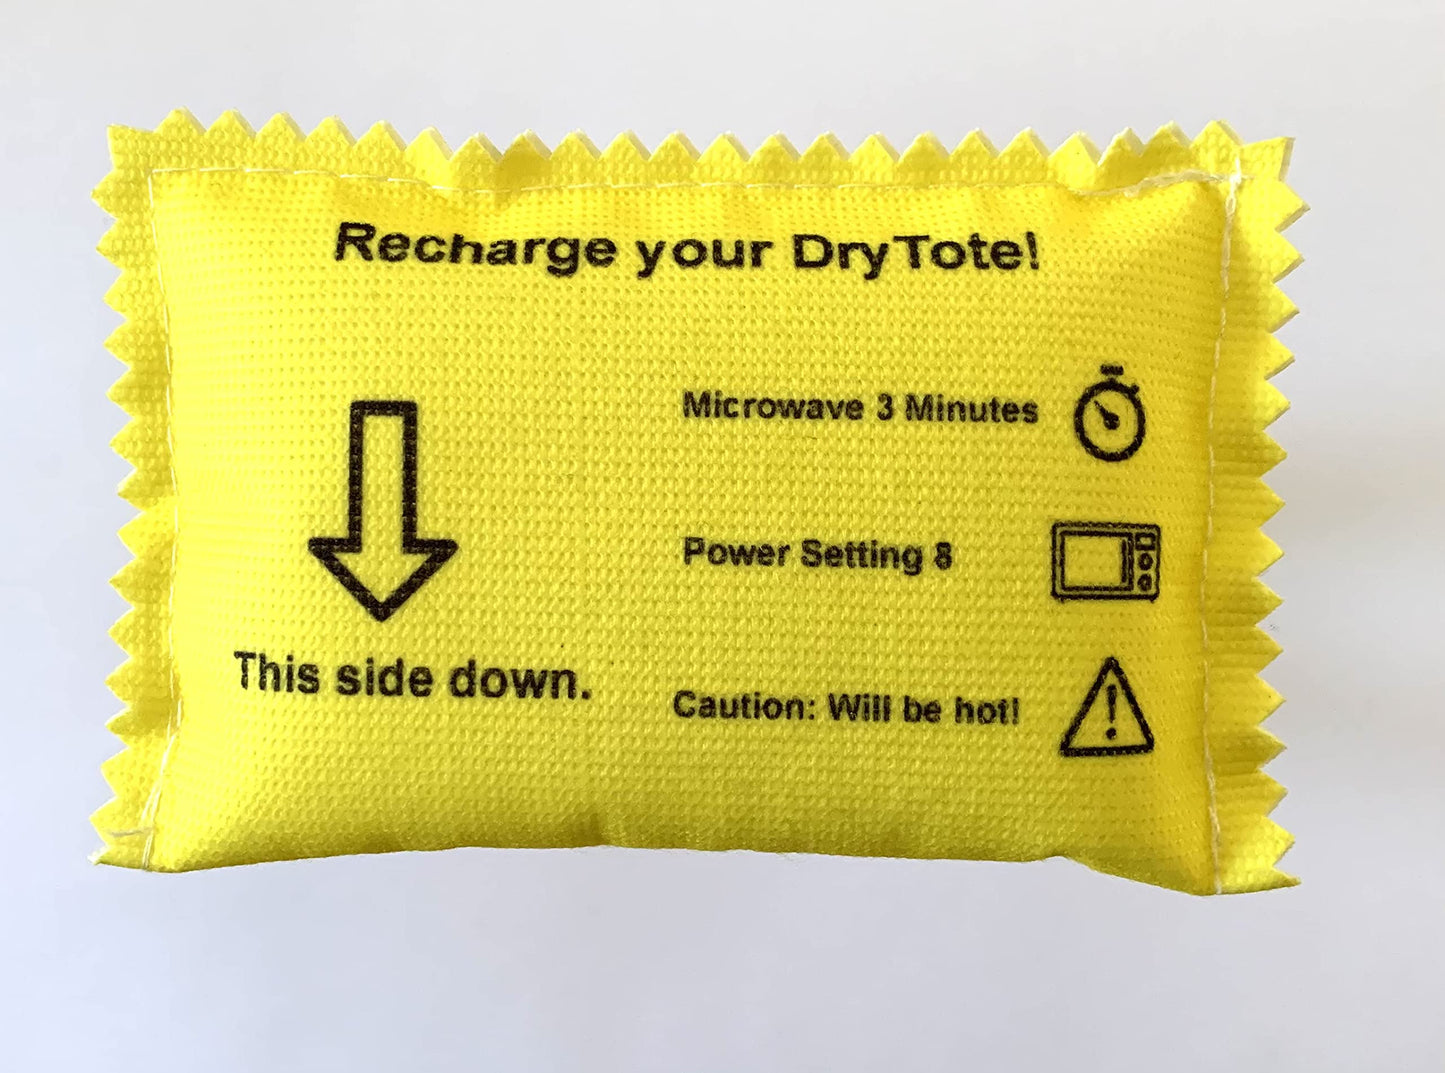 Recharge your DryTote!
Microwave 3 Minutes
Power Setting 8
This side down.
Caution: Will be hot!